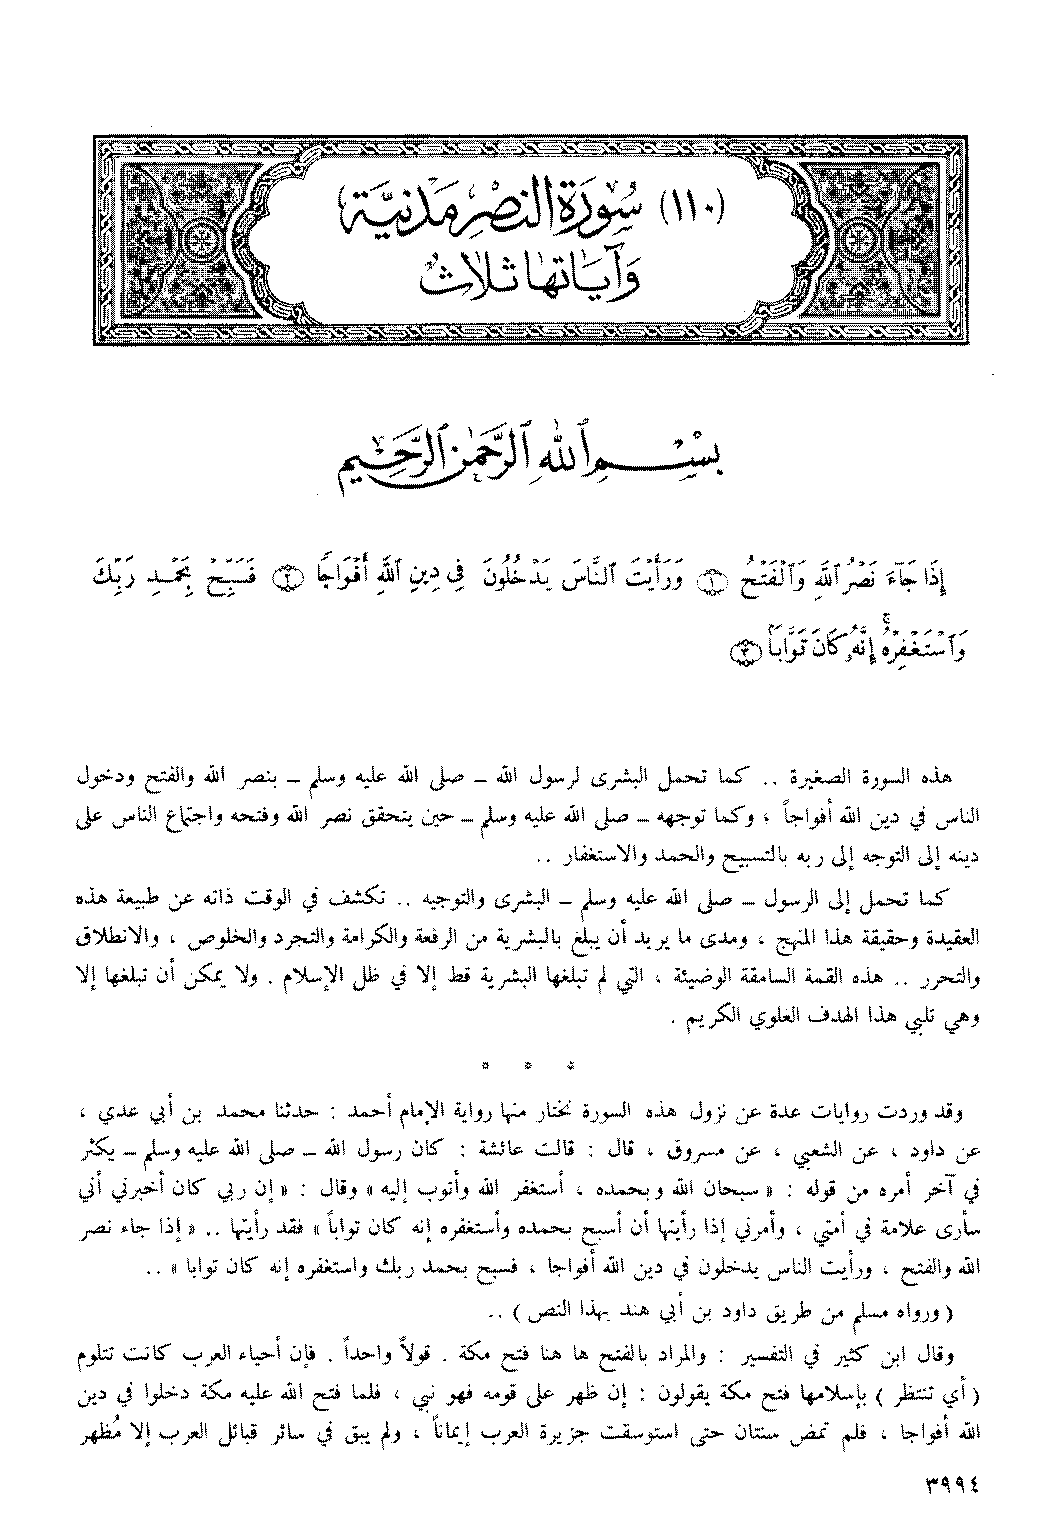 (١١٠) سُورَة النصْرِ مَدَنيَّة
وَآيَاتهَا ثَلَاثٌ
بِسْمِ ٱللَّهِ ٱلرَّحْمَٰنِ ٱلرَّحِيمِ
إِذَا جَآءَ نَصْرُ ٱللَّهِ وَٱلْفَتْحُ ۝١ وَرَأَيْتَ ٱلنَّاسَ يَدْخُلُونَ فِى دِينِ ٱللَّهِ أَفْوَاجًا ۝٢ فَسَبِّحْ بِحَمْدِ رَبِّكَ
وَٱسْتَغْفِرْهُ ۚ إِنَّهُۥ كَانَ تَوَّابًا ۝٣
هذه السورة الصغيرة .. كما تحمل البشرى لرسول الله – صلى الله عليه وسلم – بنصر الله والفتح ودخول
الناس في دين الله أفواجاً ؛ وكما توجهه – صلى الله عليه وسلم – حين يتحقق نصر الله وفتحه واجتماع الناس على
دينه إلى التوجه إلى ربه بالتسبيح والحمد والاستغفار ..
كما تحمل إلى الرسول – صلى الله عليه وسلم – البشرى والتوجيه .. تكشف في الوقت ذاته عن طبيعة هذه
العقيدة وحقيقة هذا المنهج ، ومدى ما يريد أن يبلغ بالبشرية من الرفعة والكرامة والتجرد والخلوص ، والانطلاق
والتحرر .. هذه القمة السامقة الوضيئة ، التي لم تبلغها البشرية قط إلا في ظل الإسلام . ولا يمكن أن تبلغها إلا
وهي تلبي هذا الهدف العلوي الكريم .
* * *
وقد وردت روايات عدة عن نزول هذه السورة نختار منها رواية الإمام أحمد : حدثنا محمد بن أبي عدي ،
عن داود ، عن الشعبي ، عن مسروق ، قال : قالت عائشة : كان رسول الله – صلى الله عليه وسلم – يكثر
في آخر أمره من قوله : « سبحان الله وبحمده ، أستغفر الله وأتوب إليه » وقال : « إن ربي كان أخبرني أني
سأرى علامة في أمتي ، وأمرني إذا رأيتها أن أسبح بحمده وأستغفره إنه كان تواباً » فقد رأيتها .. « إذا جاء نصر
الله والفتح ، ورأيت الناس يدخلون في دين الله أفواجا ، فسبح بحمد ربك واستغفره إنه كان توابا » ..
( ورواه مسلم من طريق داود بن أبي هند بهذا النص ) ..
وقال ابن كثير في التفسير : والمراد بالفتح ها هنا فتح مكة . قولاً واحداً . فإن أحياء العرب كانت تتلوم
( أي تنتظر ) بإسلامها فتح مكة يقولون : إن ظهر على قومه فهو نبي ، فلما فتح الله عليه مكة دخلوا في دين
الله أفواجا ، فلم تمض سنتان حتى استوسقت جزيرة العرب إيماناً ، ولم يبق في سائر قبائل العرب إلا مُظهر
٣٩٩٤